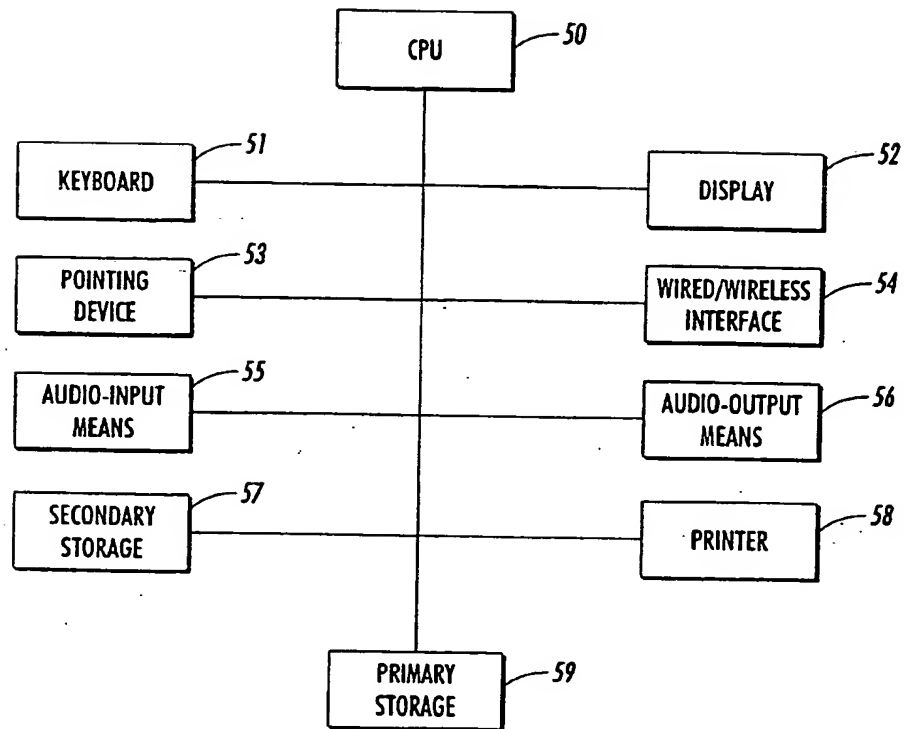 CPU
50
KEYBOARD
51
DISPLAY
52
POINTING
DEVICE
53
WIRED/WIRELESS
INTERFACE
54
AUDIO-INPUT
MEANS
55
AUDIO-OUTPUT
MEANS
56
SECONDARY
STORAGE
57
PRINTER
58
PRIMARY
STORAGE
59